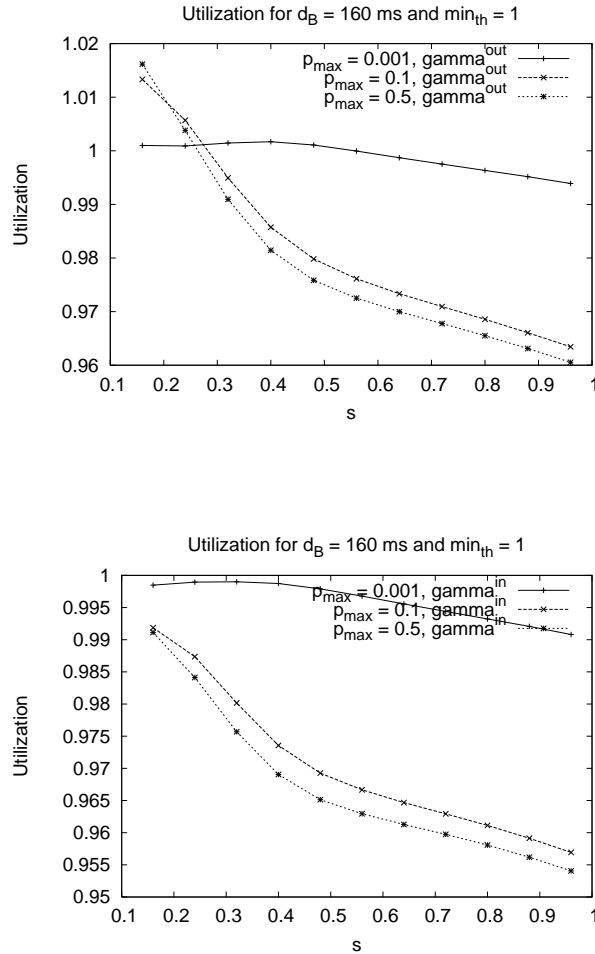 Utilization for d_B = 160 ms and min_th = 1
1.02
1.01
1
0.99
0.98
0.97
0.96
0.1 0.2 0.3 0.4 0.5 0.6 0.7 0.8 0.9 1
Utilization
s
p_max = 0.001, gamma^out
p_max = 0.1, gamma^out
p_max = 0.5, gamma^out
Utilization for d_B = 160 ms and min_th = 1
1
0.995
0.99
0.985
0.98
0.975
0.97
0.965
0.96
0.955
0.95
0.1 0.2 0.3 0.4 0.5 0.6 0.7 0.8 0.9 1
Utilization
s
p_max = 0.001, gamma^in
p_max = 0.1, gamma^in
p_max = 0.5, gamma^in